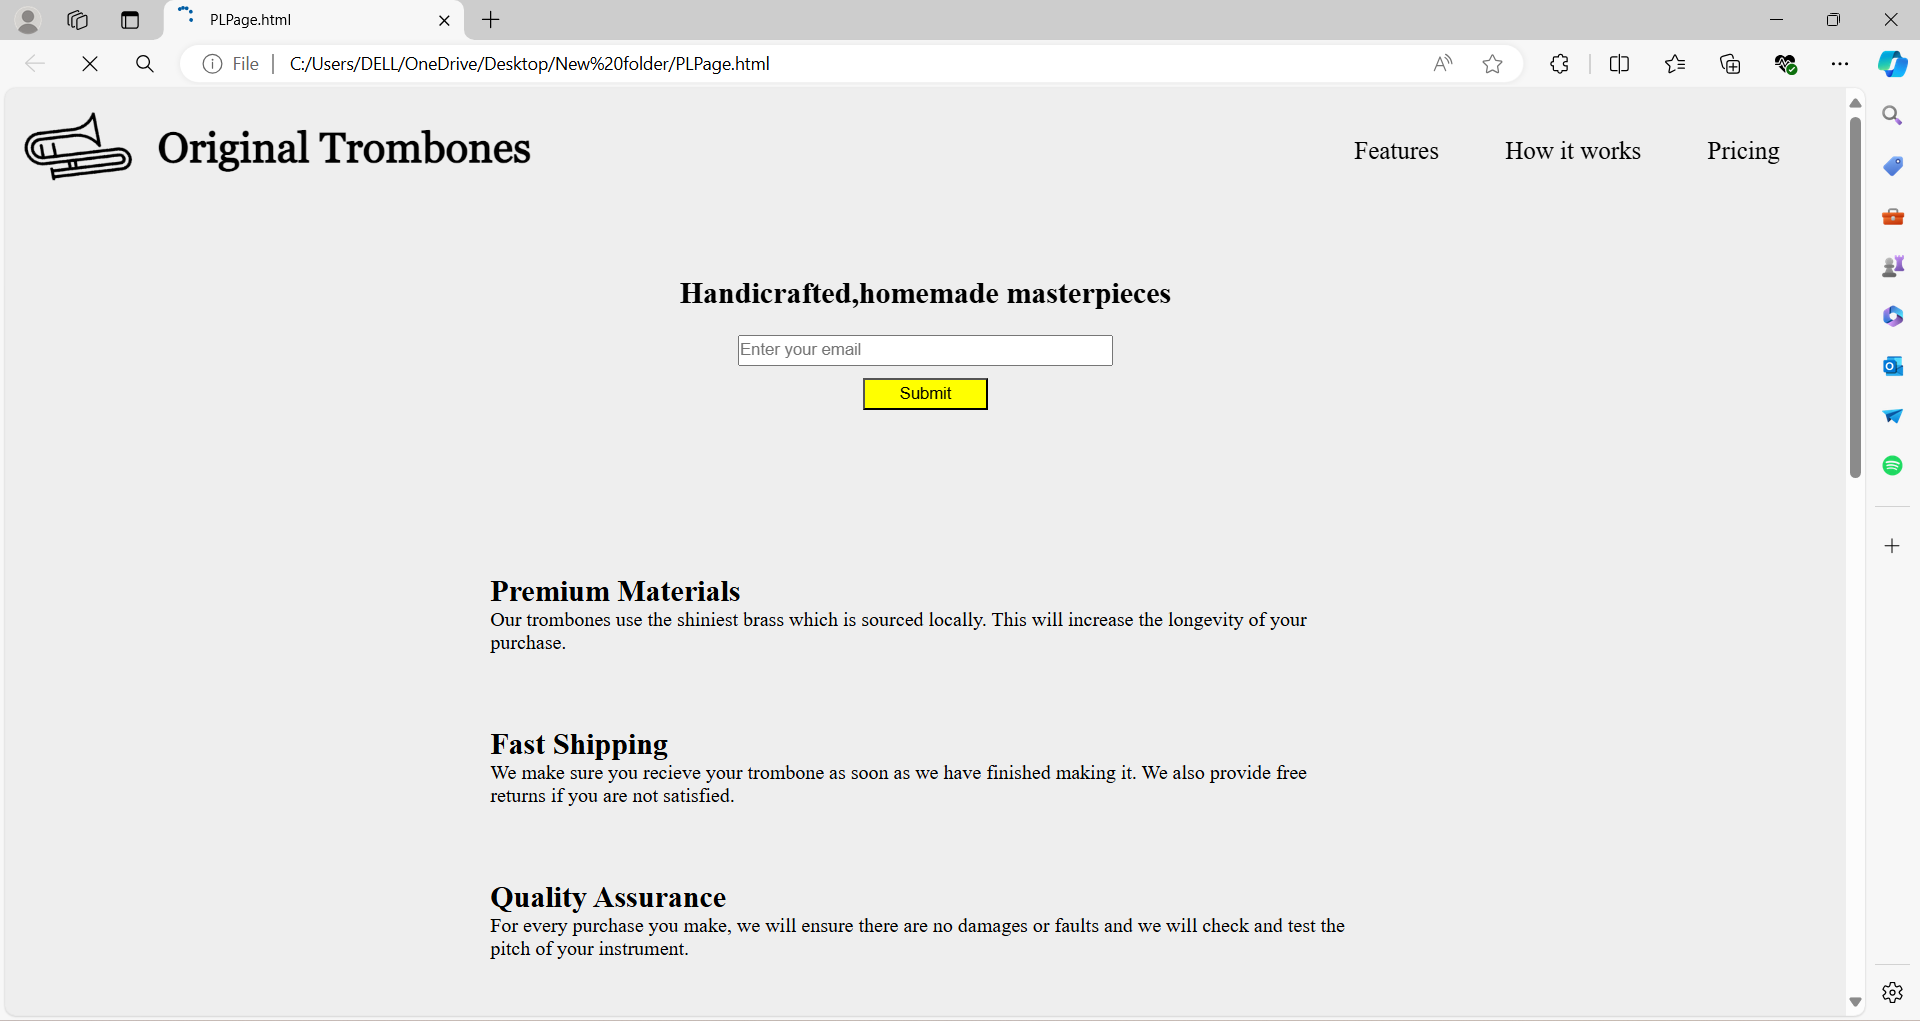 PLPage.html
File
C:/Users/DELL/OneDrive/Desktop/New%20folder/PLPage.html
Original Trombones
Features
How it works
Pricing
Handicrafted,homemade masterpieces
Enter your email
Submit
Premium Materials
Our trombones use the shiniest brass which is sourced locally. This will increase the longevity of your
purchase.
Fast Shipping
We make sure you recieve your trombone as soon as we have finished making it. We also provide free
returns if you are not satisfied.
Quality Assurance
For every purchase you make, we will ensure there are no damages or faults and we will check and test the
pitch of your instrument.